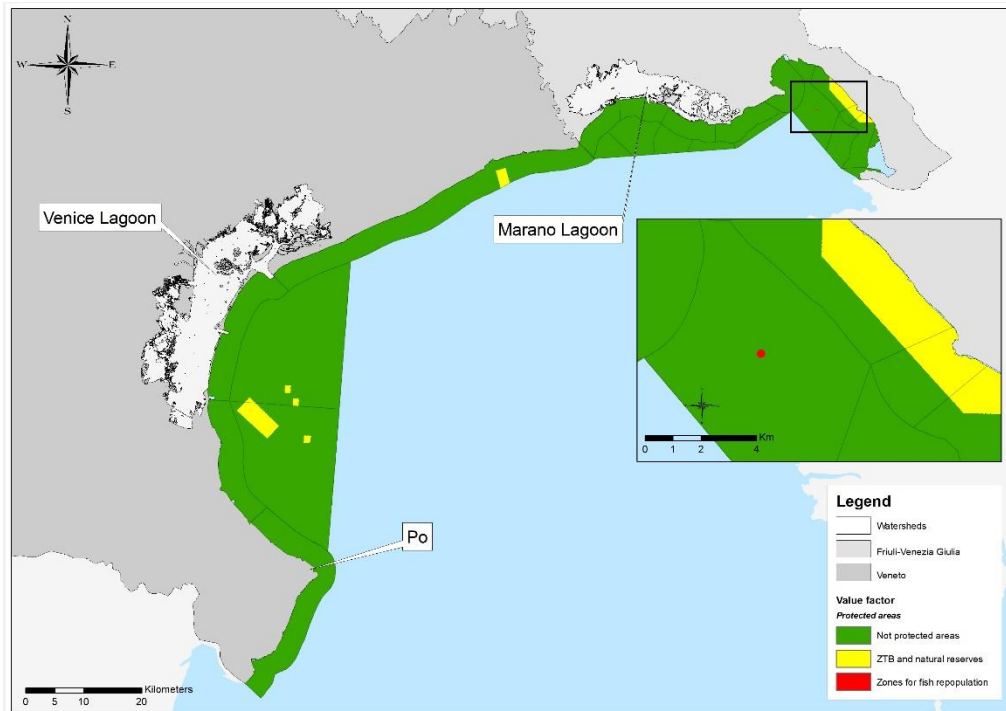 N
W E
S
Venice Lagoon
Marano Lagoon
Po
Km
0 1 2 4
Legend
Watersheds
Friuli-Venezia Giulia
Veneto
Value factor
Protected areas
Not protected areas
ZTB and natural reserves
Zones for fish repopulation
Kilometers
0 5 10 20